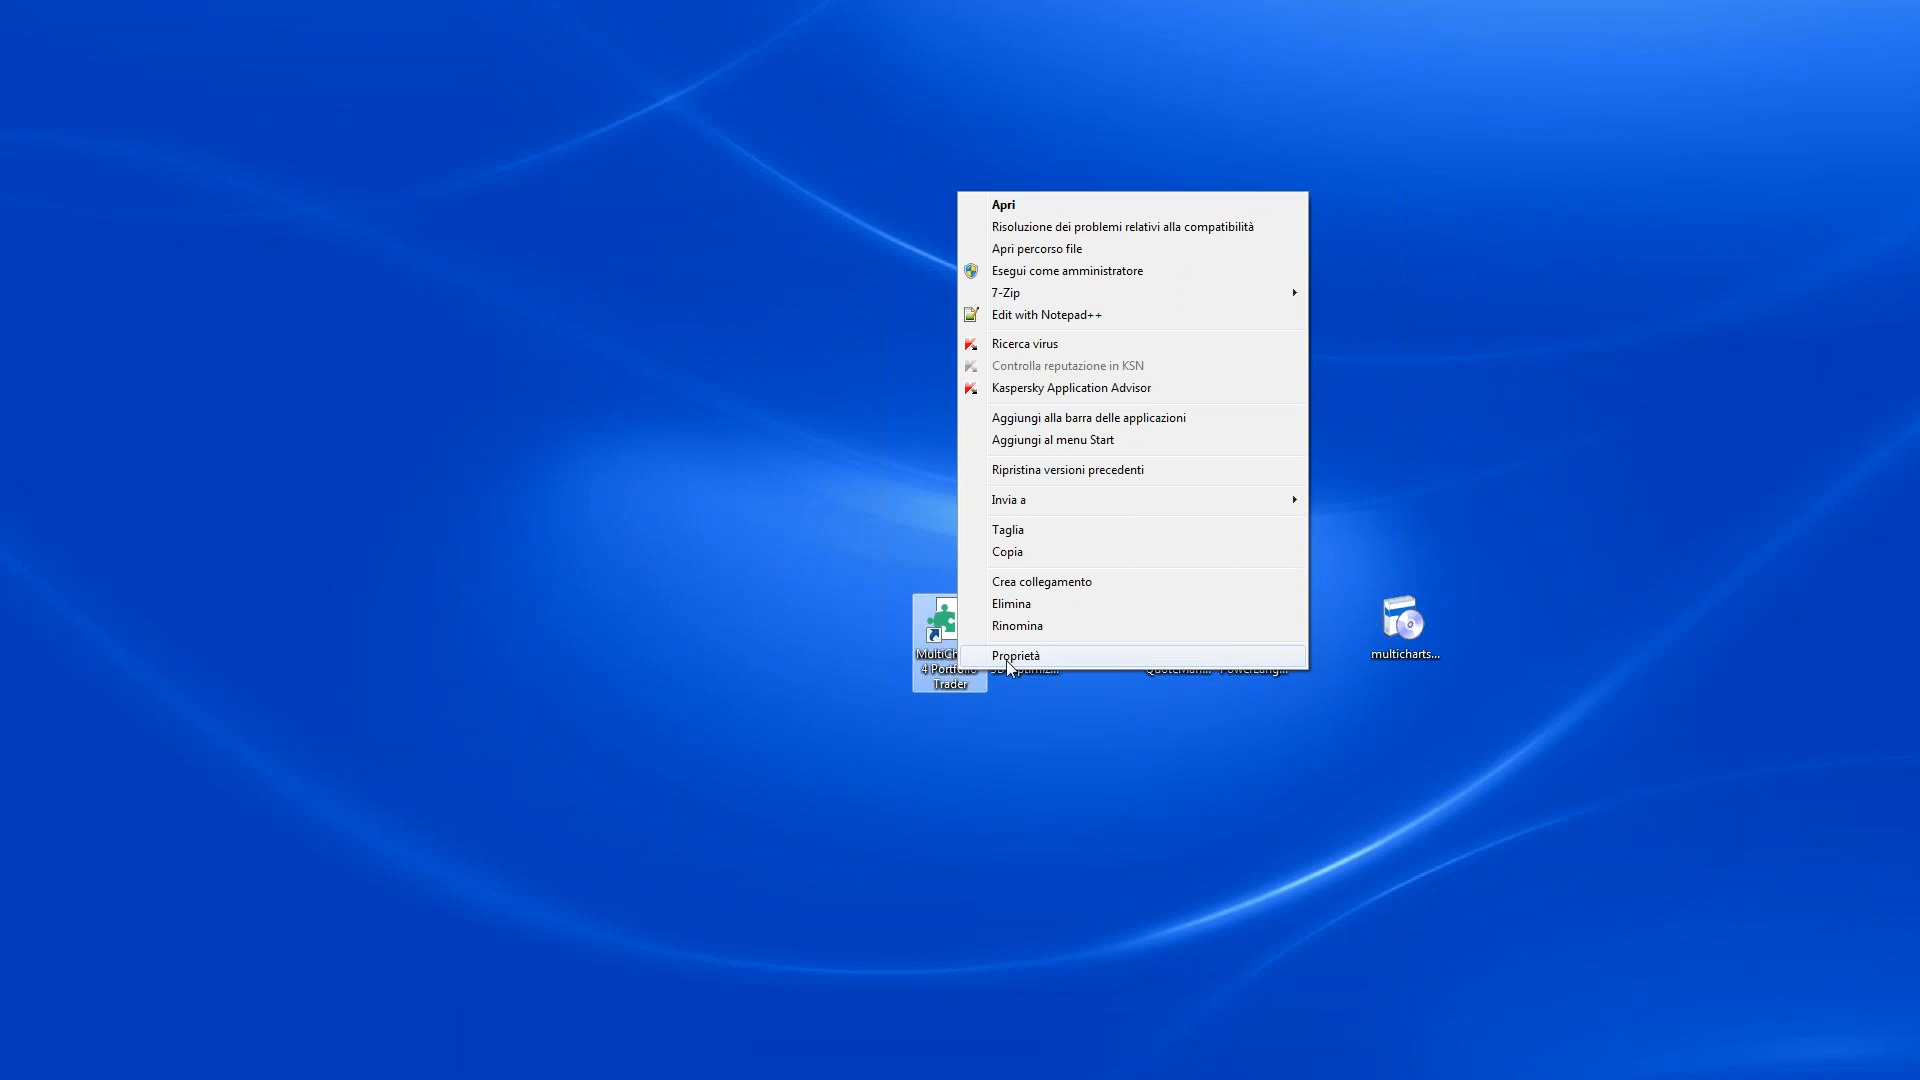 Apri
Risoluzione dei problemi relativi alla compatibilità
Apri percorso file
Esegui come amministratore
7-Zip
Edit with Notepad++
Ricerca virus
Controlla reputazione in KSN
Kaspersky Application Advisor
Aggiungi alla barra delle applicazioni
Aggiungi al menu Start
Ripristina versioni precedenti
Invia a
Taglia
Copia
Crea collegamento
Elimina
Rinomina
Proprietà
4 Portfolio
Trader
multicharts...